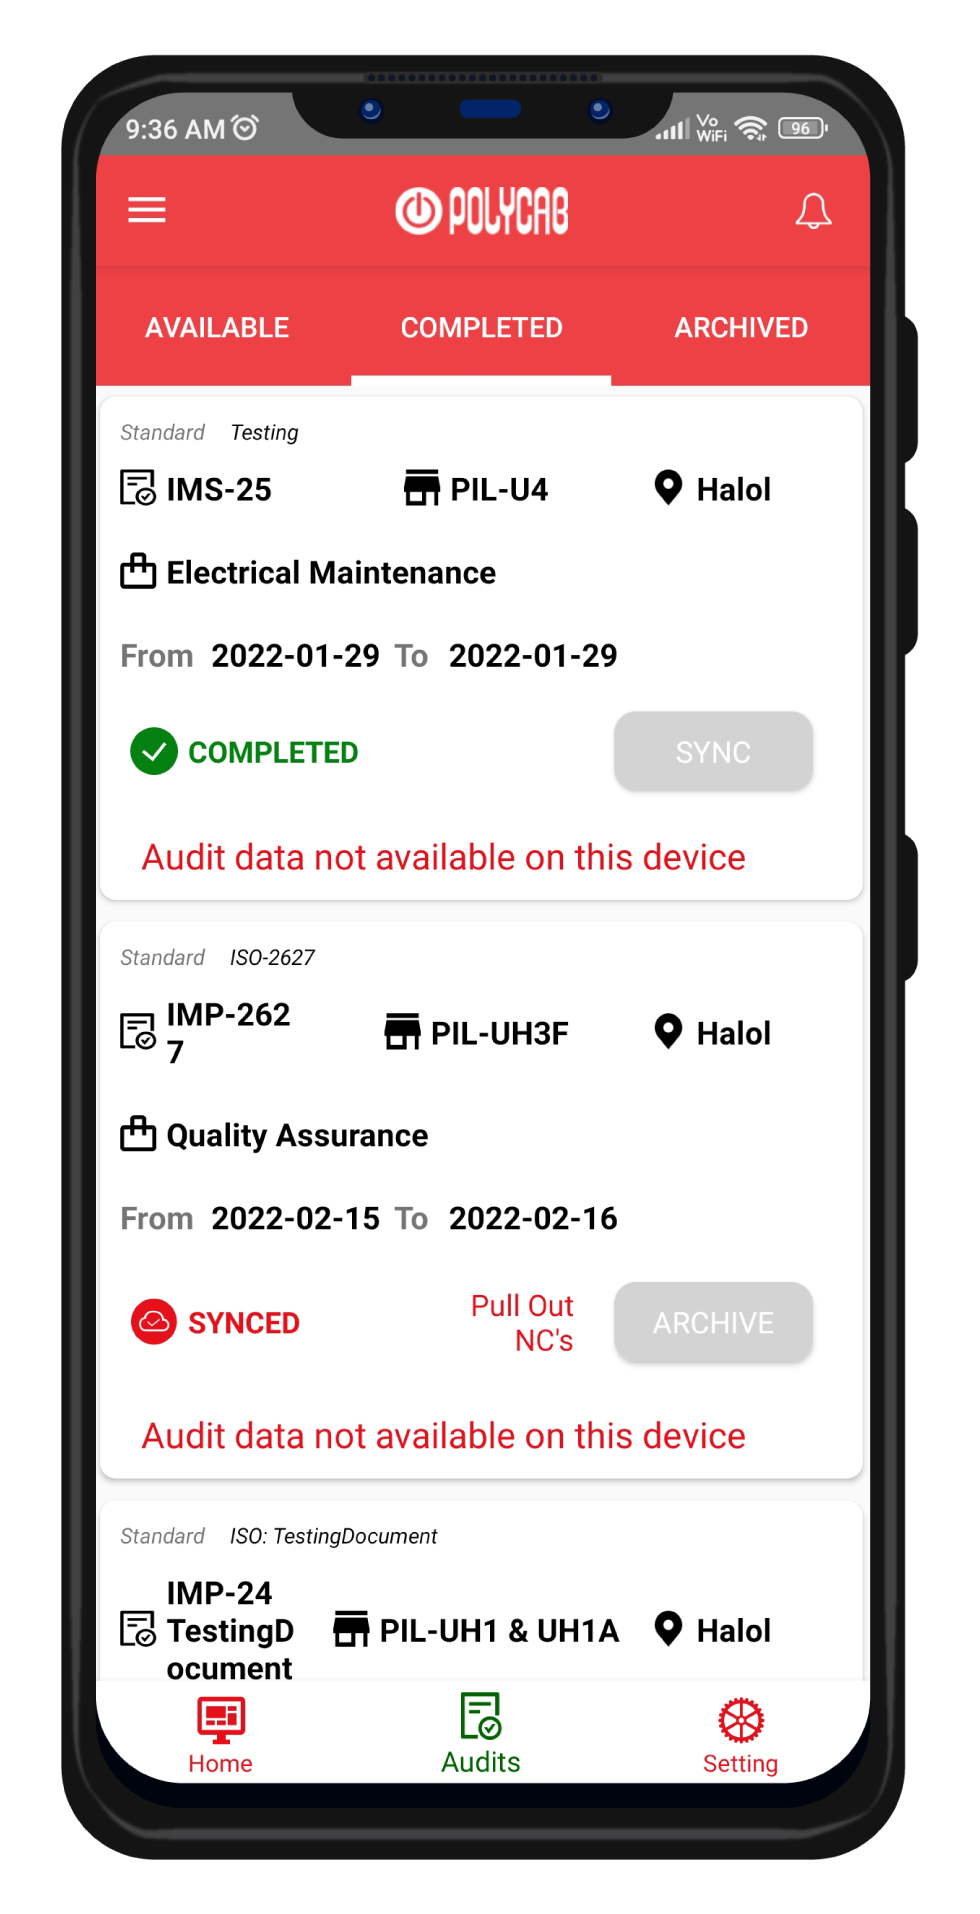 9:36 AM
Vo
WiFi
96
POLYCAB
AVAILABLE COMPLETED ARCHIVED
Standard Testing
IMS-25 PIL-U4 Halol
Electrical Maintenance
From 2022-01-29 To 2022-01-29
COMPLETED SYNC
Audit data not available on this device
Standard ISO-2627
IMP-262
7
PIL-UH3F Halol
Quality Assurance
From 2022-02-15 To 2022-02-16
SYNCED
Pull Out
NC's
ARCHIVE
Audit data not available on this device
Standard ISO: TestingDocument
IMP-24
TestingD
ocument
PIL-UH1 & UH1A Halol
Home Audits Setting